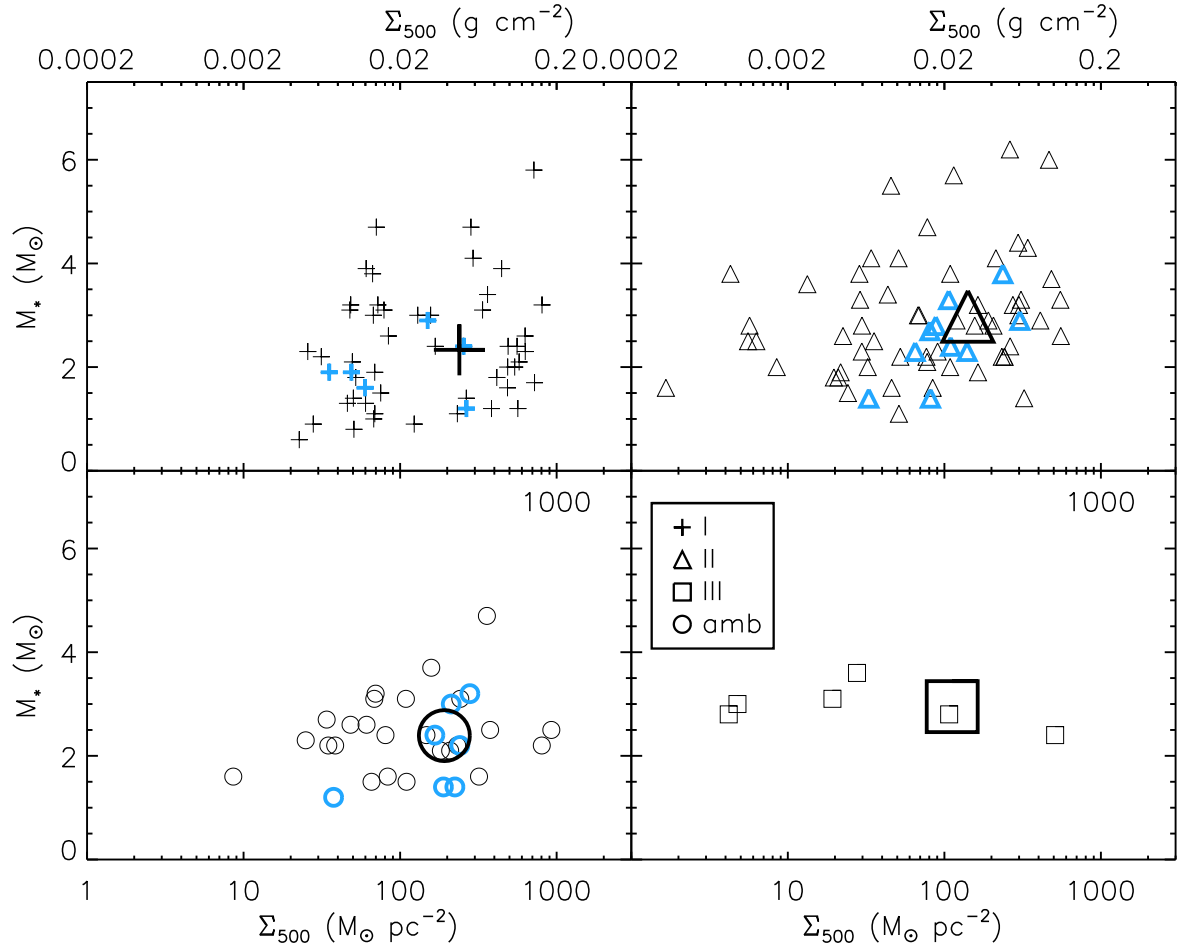 Σ₅₀₀ (g cm⁻²) Σ₅₀₀ (g cm⁻²)
0.0002 0.002 0.02 0.2 0.0002 0.002 0.02 0.2
6
4
2
0
M* (M⊙)
1000 1000
I
II
III
amb
6
4
2
0
M* (M⊙)
1 10 100 1000 10 100 1000
Σ₅₀₀ (M⊙ pc⁻²) Σ₅₀₀ (M⊙ pc⁻²)